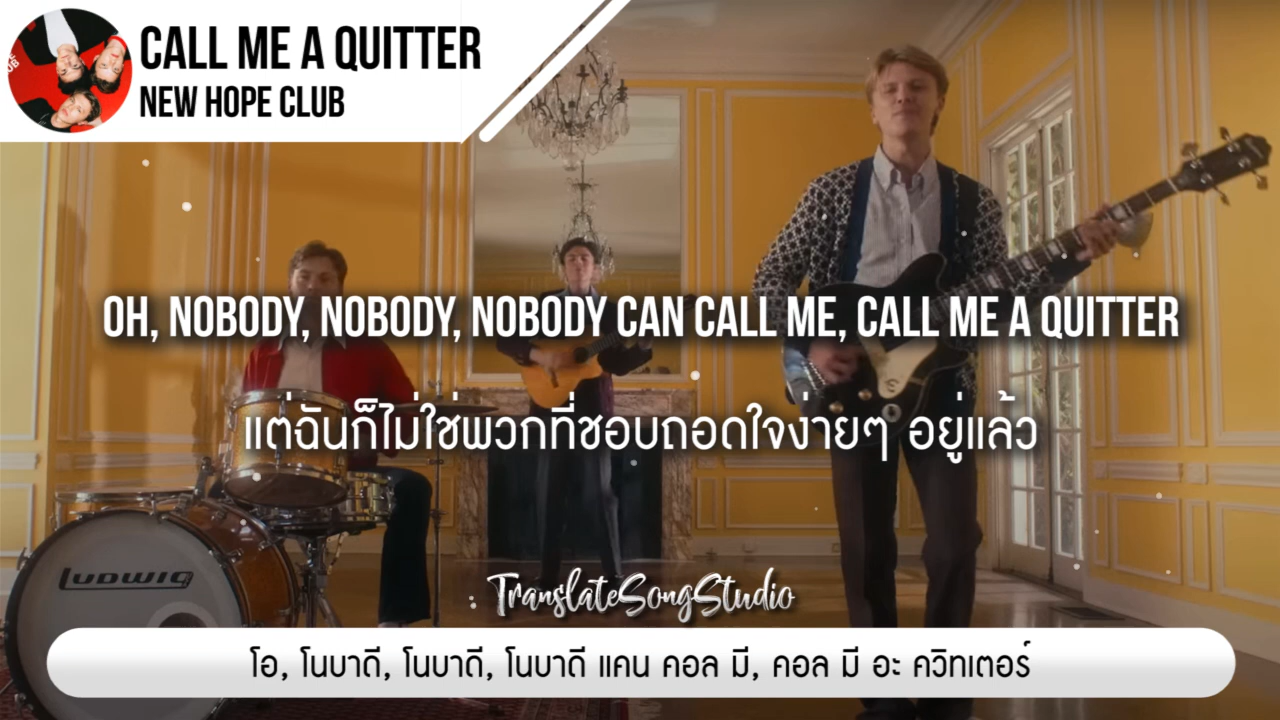 CALL ME A QUITTER
NEW HOPE CLUB
OH, NOBODY, NOBODY, NOBODY CAN CALL ME, CALL ME A QUITTER
แต่ฉันก็ไม่ใช่พวกที่ชอบถอดใจง่ายๆ อยู่แล้ว
LUDWIG
TranslateSongStudio
โอ, โนบาดี, โนบาดี, โนบาดี แคน คอล มี, คอล มี อะ ควิทเตอร์